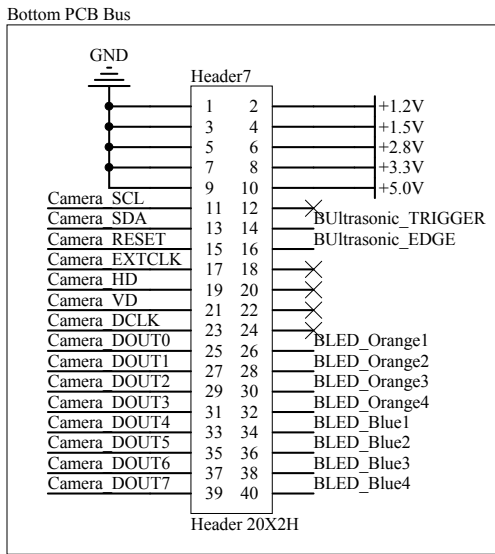 Bottom PCB Bus
GND
Header7
1 2 +1.2V
3 4 +1.5V
5 6 +2.8V
7 8 +3.3V
9 10 +5.0V
Camera_SCL 11 12
Camera_SDA 13 14 BUltrasonic_TRIGGER
Camera_RESET 15 16 BUltrasonic_EDGE
Camera_EXTCLK 17 18
Camera_HD 19 20
Camera_VD 21 22
Camera_DCLK 23 24
Camera_DOUT0 25 26 BLED_Orange1
Camera_DOUT1 27 28 BLED_Orange2
Camera_DOUT2 29 30 BLED_Orange3
Camera_DOUT3 31 32 BLED_Orange4
Camera_DOUT4 33 34 BLED_Blue1
Camera_DOUT5 35 36 BLED_Blue2
Camera_DOUT6 37 38 BLED_Blue3
Camera_DOUT7 39 40 BLED_Blue4
Header 20X2H